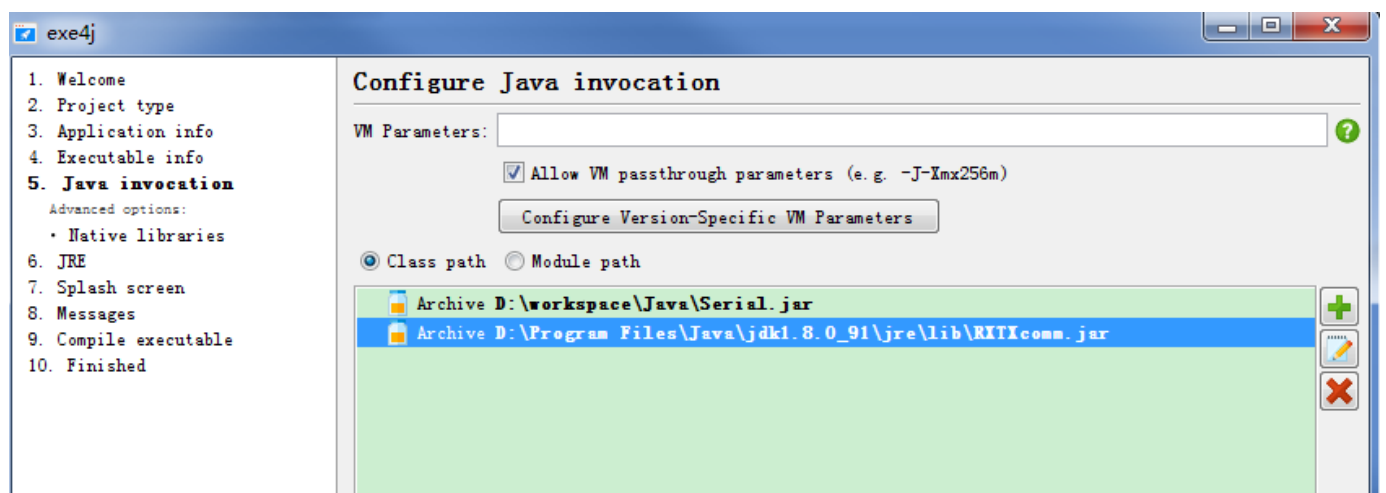 exe4j
1. Welcome
2. Project type
3. Application info
4. Executable info
5. Java invocation
Advanced options:
· Native libraries
6. JRE
7. Splash screen
8. Messages
9. Compile executable
10. Finished
Configure Java invocation
VM Parameters:
Allow VM passthrough parameters (e.g. -J-Xmx256m)
Configure Version-Specific VM Parameters
Class path Module path
Archive D:\workspace\Java\Serial.jar
Archive D:\Program Files\Java\jdk1.8.0_91\jre\lib\RXTXcomm.jar